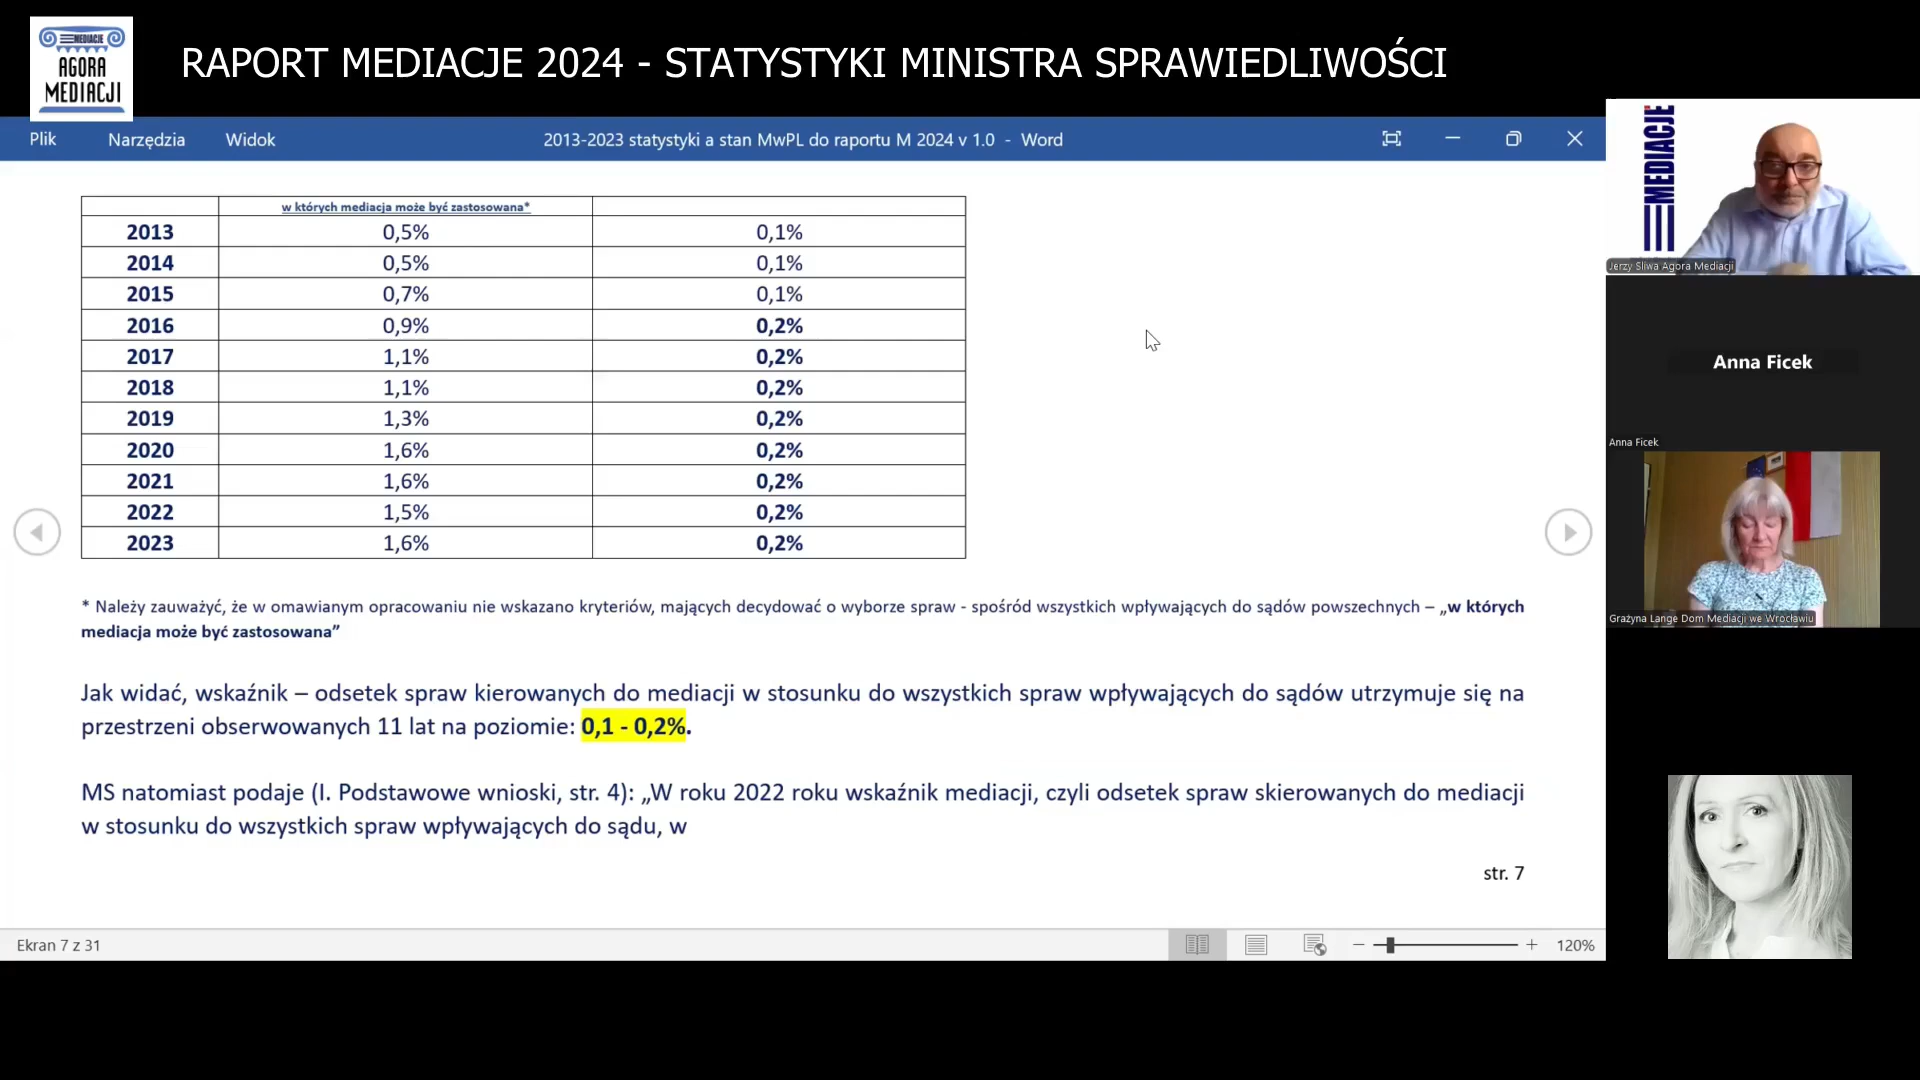 MEDIACJE
AGORA
MEDIACJI
RAPORT MEDIACJE 2024 - STATYSTYKI MINISTRA SPRAWIEDLIWOŚCI
Plik Narzędzia Widok 2013-2023 statystyki a stan MwPL do raportu M 2024 v 1.0 - Word
w których mediacja może być zastosowana*
2013 0,5% 0,1%
2014 0,5% 0,1%
2015 0,7% 0,1%
2016 0,9% 0,2%
2017 1,1% 0,2%
2018 1,1% 0,2%
2019 1,3% 0,2%
2020 1,6% 0,2%
2021 1,6% 0,2%
2022 1,5% 0,2%
2023 1,6% 0,2%
* Należy zauważyć, że w omawianym opracowaniu nie wskazano kryteriów, mających decydować o wyborze spraw - spośród wszystkich wpływających do sądów powszechnych – „w których
mediacja może być zastosowana”
Jak widać, wskaźnik – odsetek spraw kierowanych do mediacji w stosunku do wszystkich spraw wpływających do sądów utrzymuje się na
przestrzeni obserwowanych 11 lat na poziomie: 0,1 - 0,2%.
MS natomiast podaje (I. Podstawowe wnioski, str. 4): „W roku 2022 roku wskaźnik mediacji, czyli odsetek spraw skierowanych do mediacji
w stosunku do wszystkich spraw wpływających do sądu, w
str. 7
Ekran 7 z 31
120%
MEDIACJE
Jerzy Śliwa Agora Mediacji
Anna Ficek
Anna Ficek
Grażyna Lange Dom Mediacji we Wrocławiu